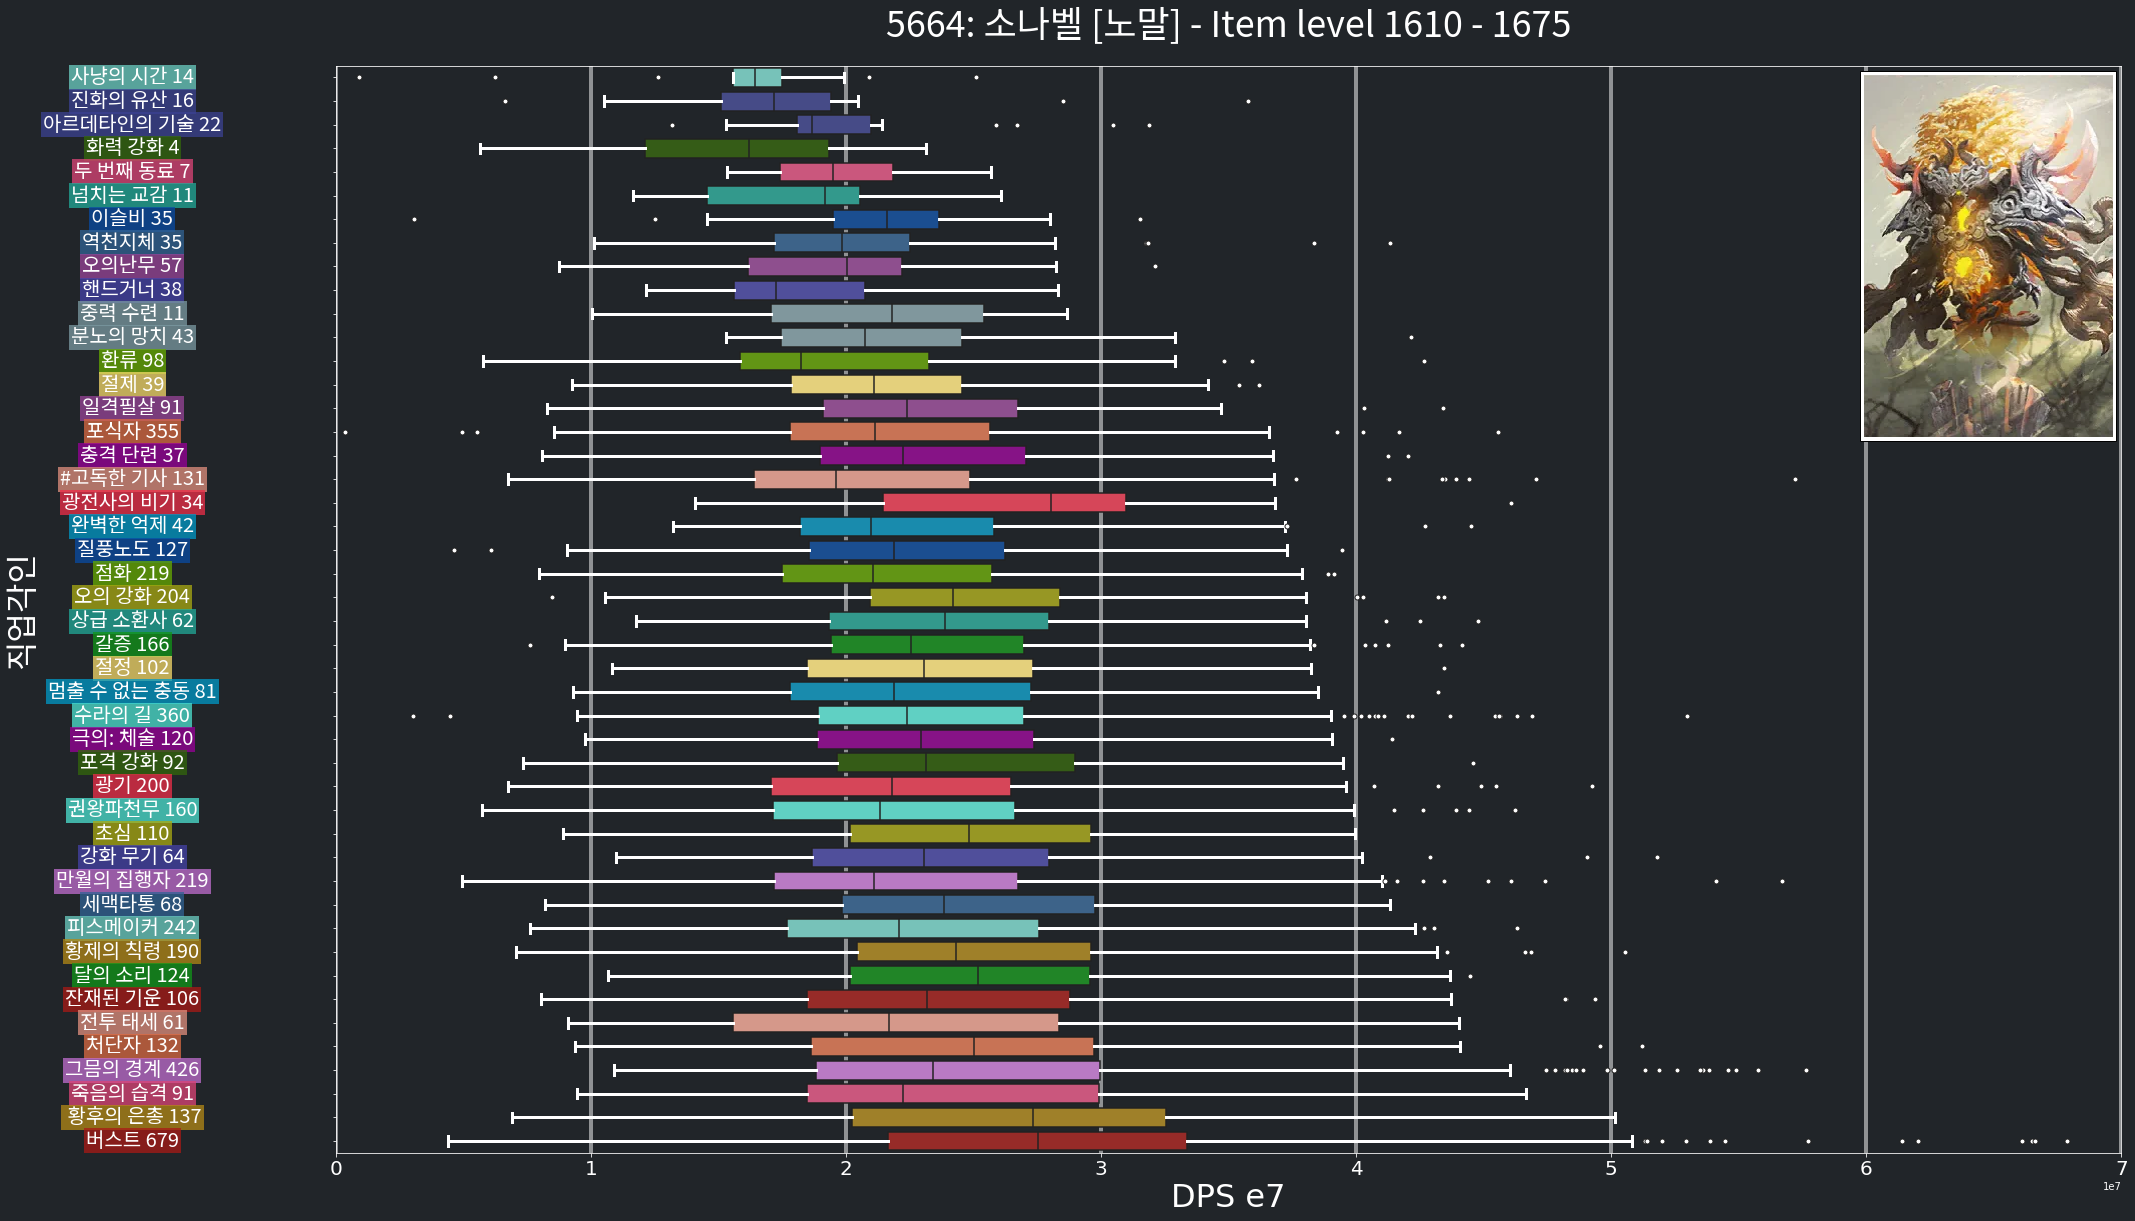 5664: 소나벨 [노말] - Item level 1610 - 1675
사냥의 시간 14
진화의 유산 16
아르데타인의 기술 22
화력 강화 4
두 번째 동료 7
넘치는 교감 11
이슬비 35
역천지체 35
오의난무 57
핸드거너 38
중력 수련 11
분노의 망치 43
환류 98
절제 39
일격필살 91
포식자 355
충격 단련 37
#고독한 기사 131
광전사의 비기 34
완벽한 억제 42
질풍노도 127
점화 219
오의 강화 204
상급 소환사 62
갈증 166
절정 102
멈출 수 없는 충동 81
수라의 길 360
극의: 체술 120
포격 강화 92
광기 200
권왕파천무 160
초심 110
강화 무기 64
만월의 집행자 219
세맥타통 68
피스메이커 242
황제의 칙령 190
달의 소리 124
잔재된 기운 106
전투 태세 61
처단자 132
그믐의 경계 426
죽음의 습격 91
황후의 은총 137
버스트 679
직업각인
0 1 2 3 4 5 6 7
1e7
DPS e7